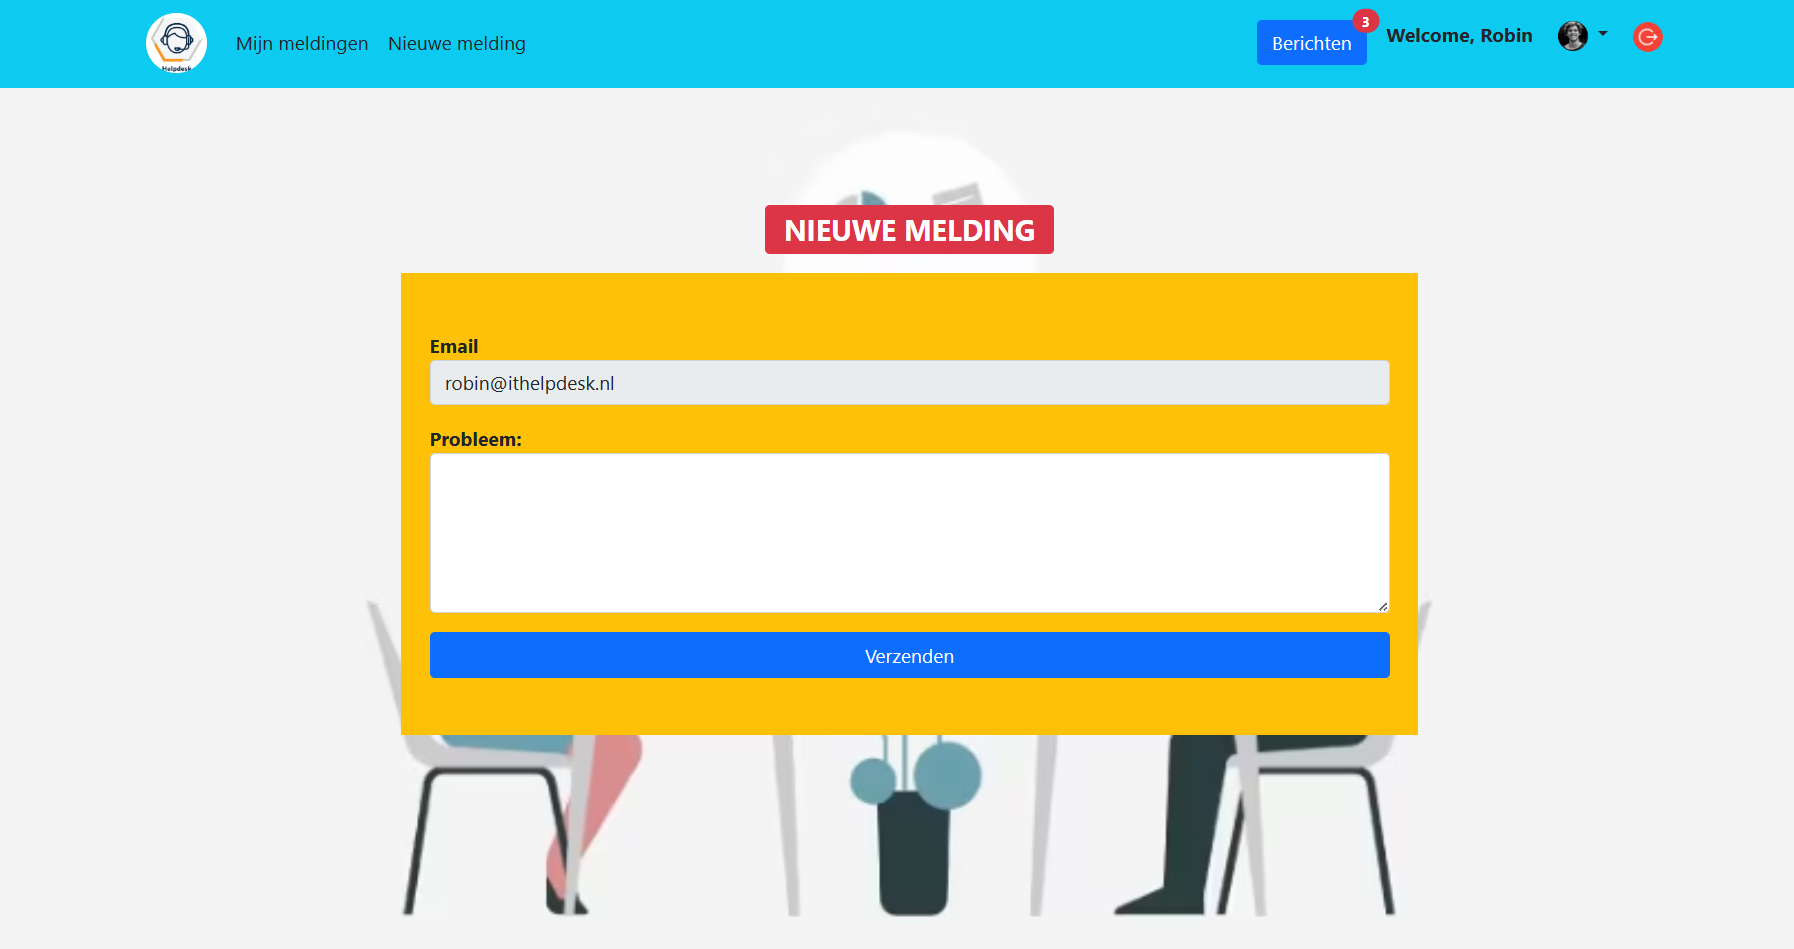 Helpdesk
Mijn meldingen
Nieuwe melding
Berichten
3
Welcome, Robin
NIEUWE MELDING
Email
robin@ithelpdesk.nl
Probleem:
Verzenden